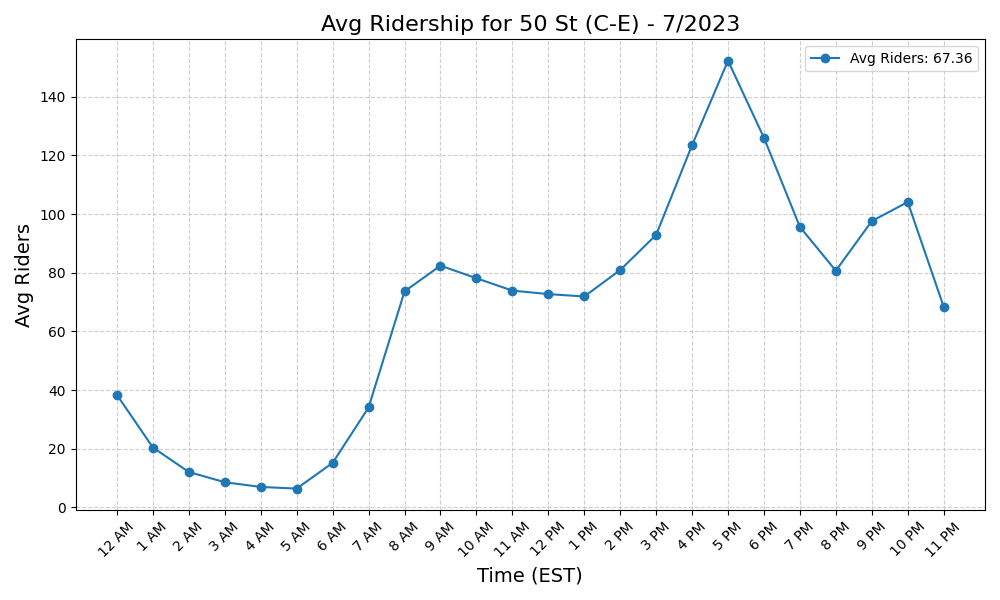 Avg Ridership for 50 St (C-E) - 7/2023
Avg Riders: 67.36
Avg Riders
140
120
100
80
60
40
20
0
12 AM
1 AM
2 AM
3 AM
4 AM
5 AM
6 AM
7 AM
8 AM
9 AM
10 AM
11 AM
12 PM
1 PM
2 PM
3 PM
4 PM
5 PM
6 PM
7 PM
8 PM
9 PM
10 PM
11 PM
Time (EST)